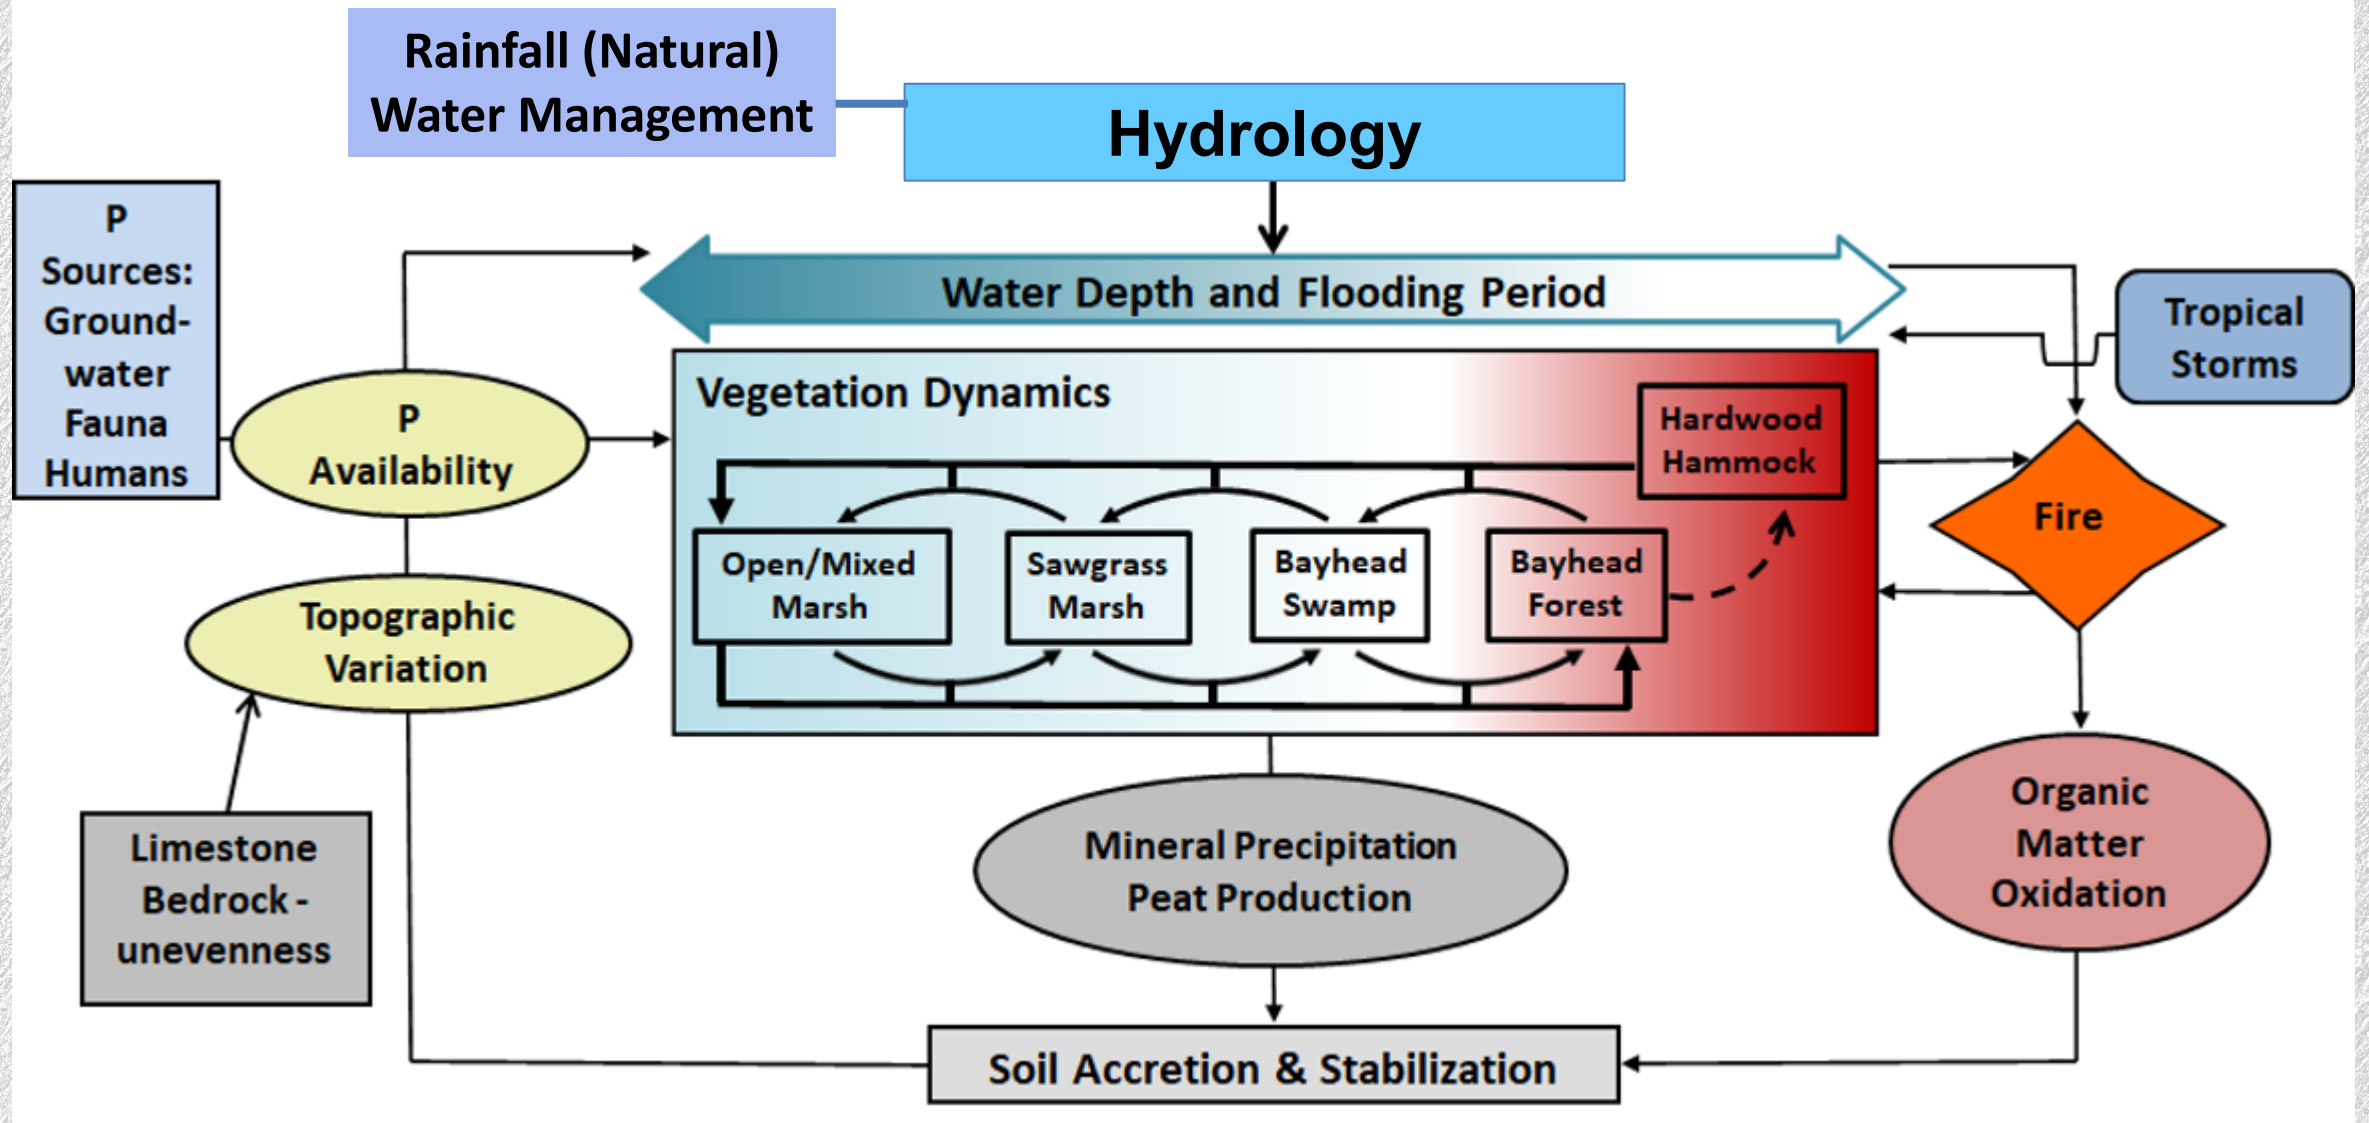 Rainfall (Natural)
Water Management
Hydrology
P
Sources:
Ground-
water
Fauna
Humans
Water Depth and Flooding Period
Tropical
Storms
P
Availability
Vegetation Dynamics
Hardwood
Hammock
Open/Mixed
Marsh
Sawgrass
Marsh
Bayhead
Swamp
Bayhead
Forest
Fire
Topographic
Variation
Limestone
Bedrock -
unevenness
Mineral Precipitation
Peat Production
Organic
Matter
Oxidation
Soil Accretion & Stabilization